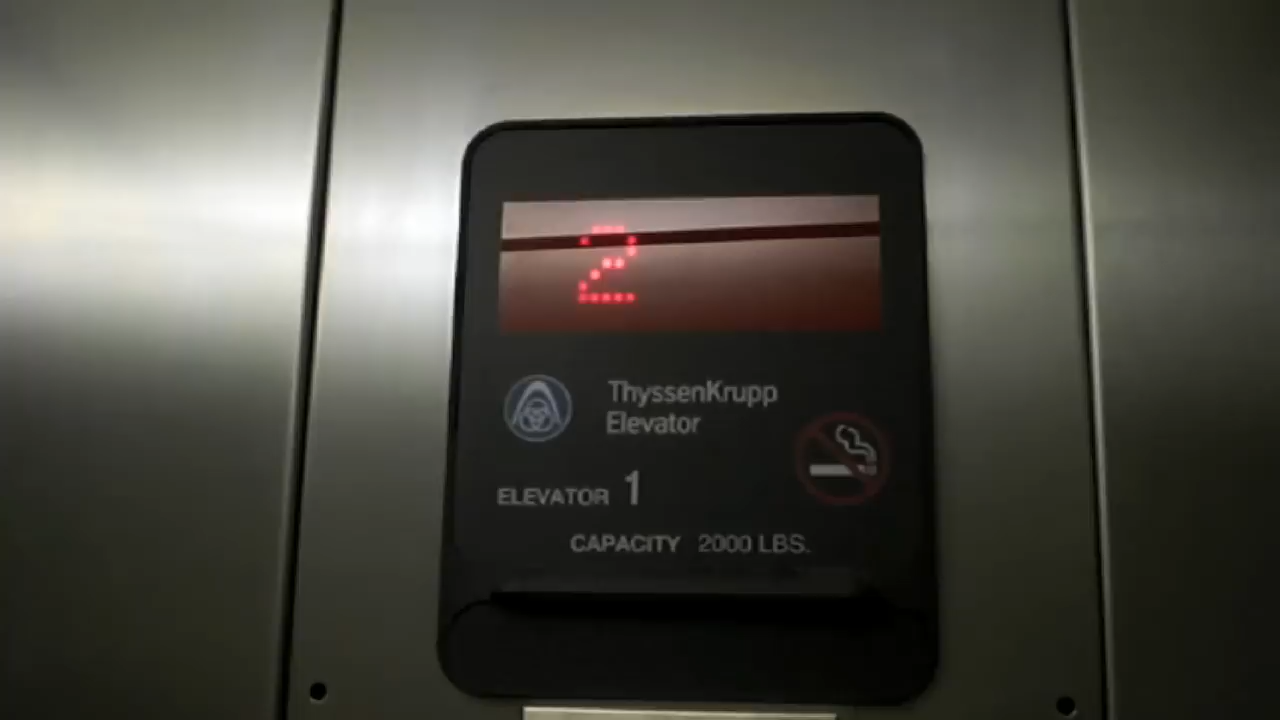 2
ThyssenKrupp
Elevator
ELEVATOR 1
CAPACITY 2000 LBS.